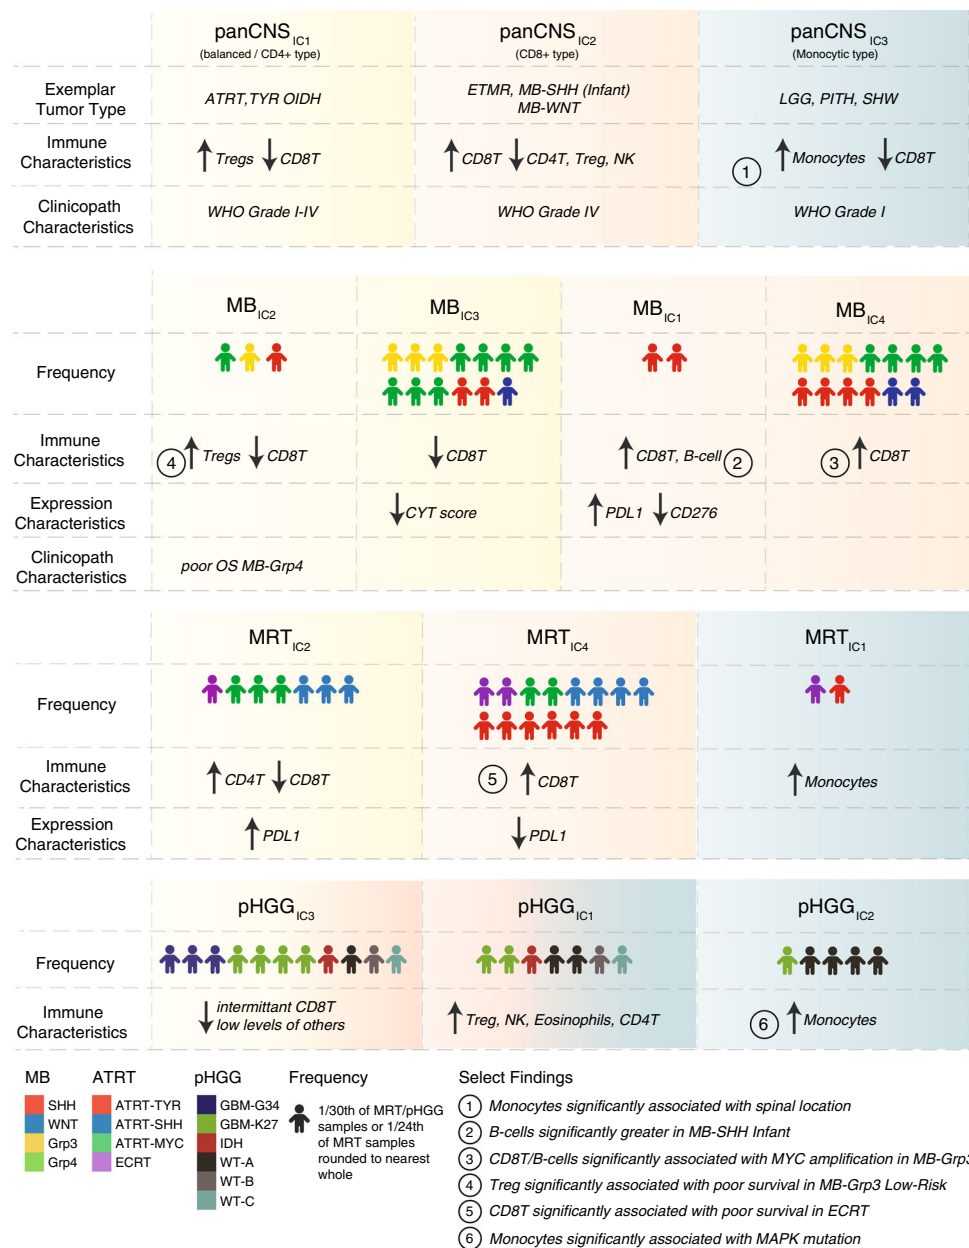 panCNS IC1
(balanced / CD4+ type)
panCNS IC2
(CD8+ type)
panCNS IC3
(Monocytic type)
Exemplar
Tumor Type
ATRT,TYR OIDH
ETMR, MB-SHH (Infant)
MB-WNT
LGG, PITH, SHW
Immune
Characteristics
↑ Tregs ↓ CD8T
↑ CD8T ↓ CD4T, Treg, NK
1 ↑ Monocytes ↓ CD8T
Clinicopath
Characteristics
WHO Grade I-IV
WHO Grade IV
WHO Grade I
MB IC2
MB IC3
MB IC1
MB IC4
Frequency
Immune
Characteristics
4 ↑ Tregs ↓ CD8T
↓ CD8T
↑ CD8T, B-cell 2
3 ↑ CD8T
Expression
Characteristics
↓ CYT score
↑ PDL1 ↓ CD276
Clinicopath
Characteristics
poor OS MB-Grp4
MRT IC2
MRT IC4
MRT IC1
Frequency
Immune
Characteristics
↑ CD4T ↓ CD8T
5 ↑ CD8T
↑ Monocytes
Expression
Characteristics
↑ PDL1
↓ PDL1
pHGG IC3
pHGG IC1
pHGG IC2
Frequency
Immune
Characteristics
↓ intermittant CD8T
low levels of others
↑ Treg, NK, Eosinophils, CD4T
6 ↑ Monocytes
MB
SHH
WNT
Grp3
Grp4
ATRT
ATRT-TYR
ATRT-SHH
ATRT-MYC
ECRT
pHGG
GBM-G34
GBM-K27
IDH
WT-A
WT-B
WT-C
Frequency
1/30th of MRT/pHGG
samples or 1/24th
of MRT samples
rounded to nearest
whole
Select Findings
1 Monocytes significantly associated with spinal location
2 B-cells significantly greater in MB-SHH Infant
3 CD8T/B-cells significantly associated with MYC amplification in MB-Grp3
4 Treg significantly associated with poor survival in MB-Grp3 Low-Risk
5 CD8T significantly associated with poor survival in ECRT
6 Monocytes significantly associated with MAPK mutation